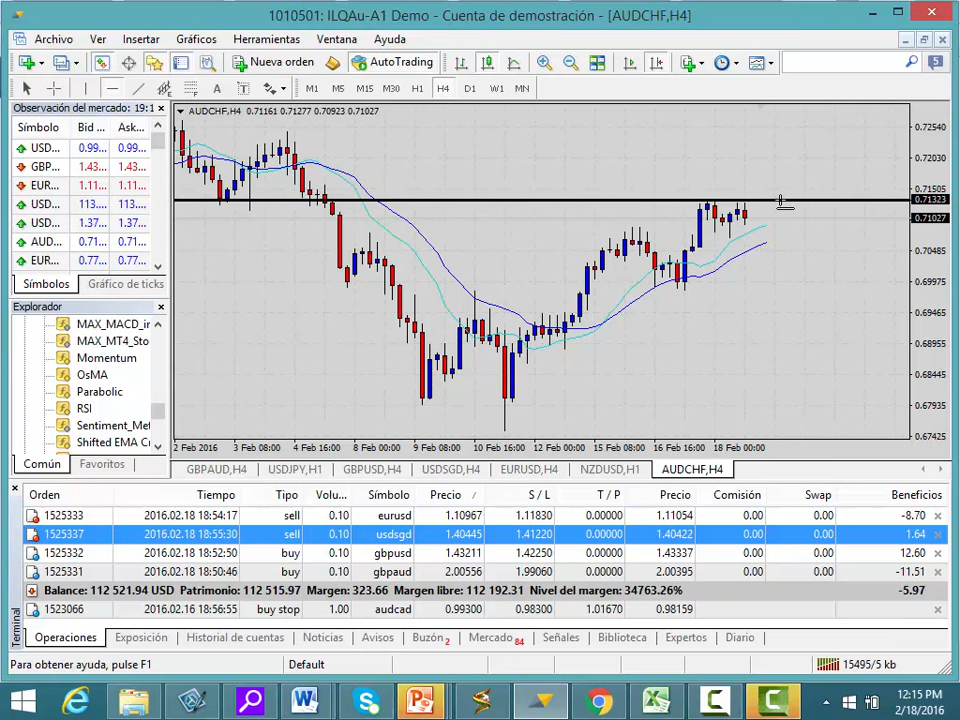 1010501: ILQAu-A1 Demo - Cuenta de demostración - [AUDCHF,H4]
Archivo Ver Insertar Gráficos Herramientas Ventana Ayuda
Nueva orden AutoTrading 5
A T M1 M5 M15 M30 H1 H4 D1 W1 MN
Observación del mercado: 19:1
Símbolo Bid ... Ask...
USD... 0.99... 0.99...
GBP... 1.43... 1.43...
EUR... 1.11... 1.11...
USD... 113.... 113....
USD... 1.37... 1.37...
AUD... 0.71... 0.71...
EUR... 0.77... 0.77...
Símbolos Gráfico de ticks
Explorador
MAX_MACD_in
MAX_MT4_Sto
Momentum
OsMA
Parabolic
RSI
Sentiment_Met
Shifted EMA C
Común Favoritos
AUDCHF,H4 0.71161 0.71277 0.70923 0.71027
0.72540
0.72030
0.71505
0.71323
0.71027
0.70485
0.69975
0.69465
0.68955
0.68445
0.67935
0.67425
2 Feb 2016 3 Feb 08:00 4 Feb 16:00 8 Feb 00:00 9 Feb 08:00 10 Feb 16:00 12 Feb 00:00 15 Feb 08:00 16 Feb 16:00 18 Feb 00:00
GBPAUD,H4 USDJPY,H1 GBPUSD,H4 USDSGD,H4 EURUSD,H4 NZDUSD,H1 AUDCHF,H4
Orden Tiempo Tipo Volu... Símbolo Precio / S / L T / P Precio Comisión Swap Beneficios
1525333 2016.02.18 18:54:17 sell 0.10 eurusd 1.10967 1.11830 0.00000 1.11054 0.00 0.00 -8.70
1525337 2016.02.18 18:55:30 sell 0.10 usdsgd 1.40445 1.41220 0.00000 1.40422 0.00 0.00 1.64
1525332 2016.02.18 18:52:50 buy 0.10 gbpusd 1.43211 1.42250 0.00000 1.43337 0.00 0.00 12.60
1525331 2016.02.18 18:50:46 buy 0.10 gbpaud 2.00556 1.99060 0.00000 2.00395 0.00 0.00 -11.51
Balance: 112 521.94 USD Patrimonio: 112 515.97 Margen: 323.66 Margen libre: 112 192.31 Nivel del margen: 34763.26% -5.97
1523066 2016.02.16 18:56:55 buy stop 1.00 audcad 0.99300 0.98300 1.01670 0.98159
Terminal
Operaciones Exposición Historial de cuentas Noticias Avisos Buzón 2 Mercado 84 Señales Biblioteca Expertos Diario
Para obtener ayuda, pulse F1 Default 15495/5 kb
12:15 PM
2/18/2016